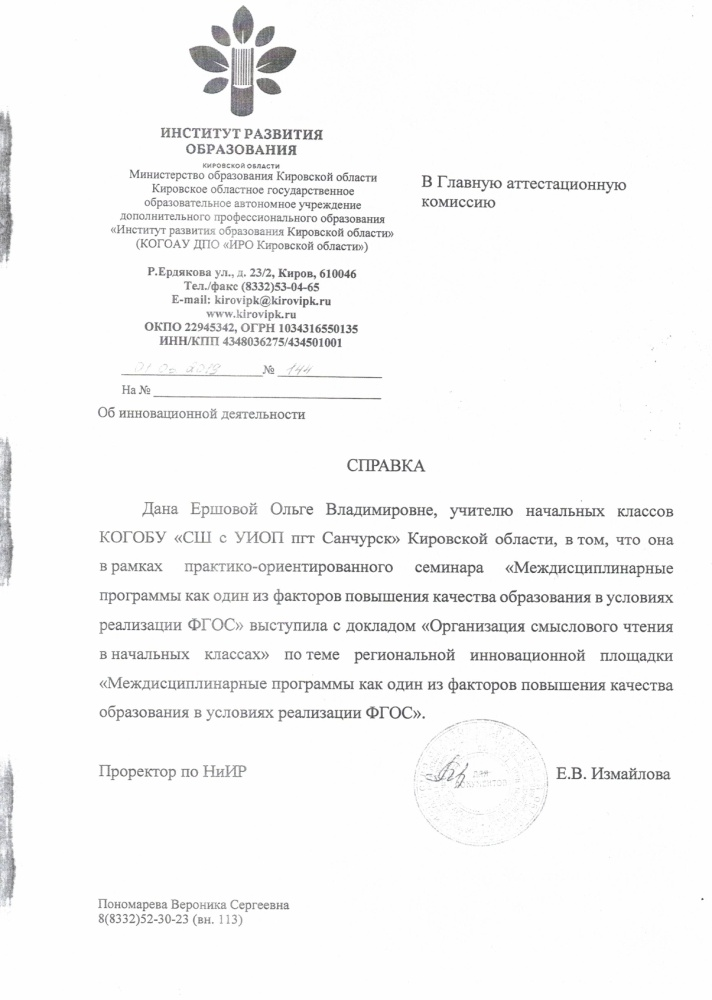 ИНСТИТУТ РАЗВИТИЯ
ОБРАЗОВАНИЯ
КИРОВСКОЙ ОБЛАСТИ
Министерство образования Кировской области
Кировское областное государственное
образовательное автономное учреждение
дополнительного профессионального образования
«Институт развития образования Кировской области»
(КОГОАУ ДПО «ИРО Кировской области»)
Р.Ердякова ул., д. 23/2, Киров, 610046
Тел./факс (8332)53-04-65
E-mail: kirovipk@kirovipk.ru
www.kirovipk.ru
ОКПО 22945342, ОГРН 1034316550135
ИНН/КПП 4348036275/434501001
2019 № 144
На №
Об инновационной деятельности
В Главную аттестационную
комиссию
СПРАВКА
Дана Ершовой Ольге Владимировне, учителю начальных классов
КОГОБУ «СШ с УИОП пгт Санчурск» Кировской области, в том, что она
в рамках практико-ориентированного семинара «Междисциплинарные
программы как один из факторов повышения качества образования в условиях
реализации ФГОС» выступила с докладом «Организация смыслового чтения
в начальных классах» по теме региональной инновационной площадки
«Междисциплинарные программы как один из факторов повышения качества
образования в условиях реализации ФГОС».
Проректор по НиИР
Е.В. Измайлова
Пономарева Вероника Сергеевна
8(8332)52-30-23 (вн. 113)